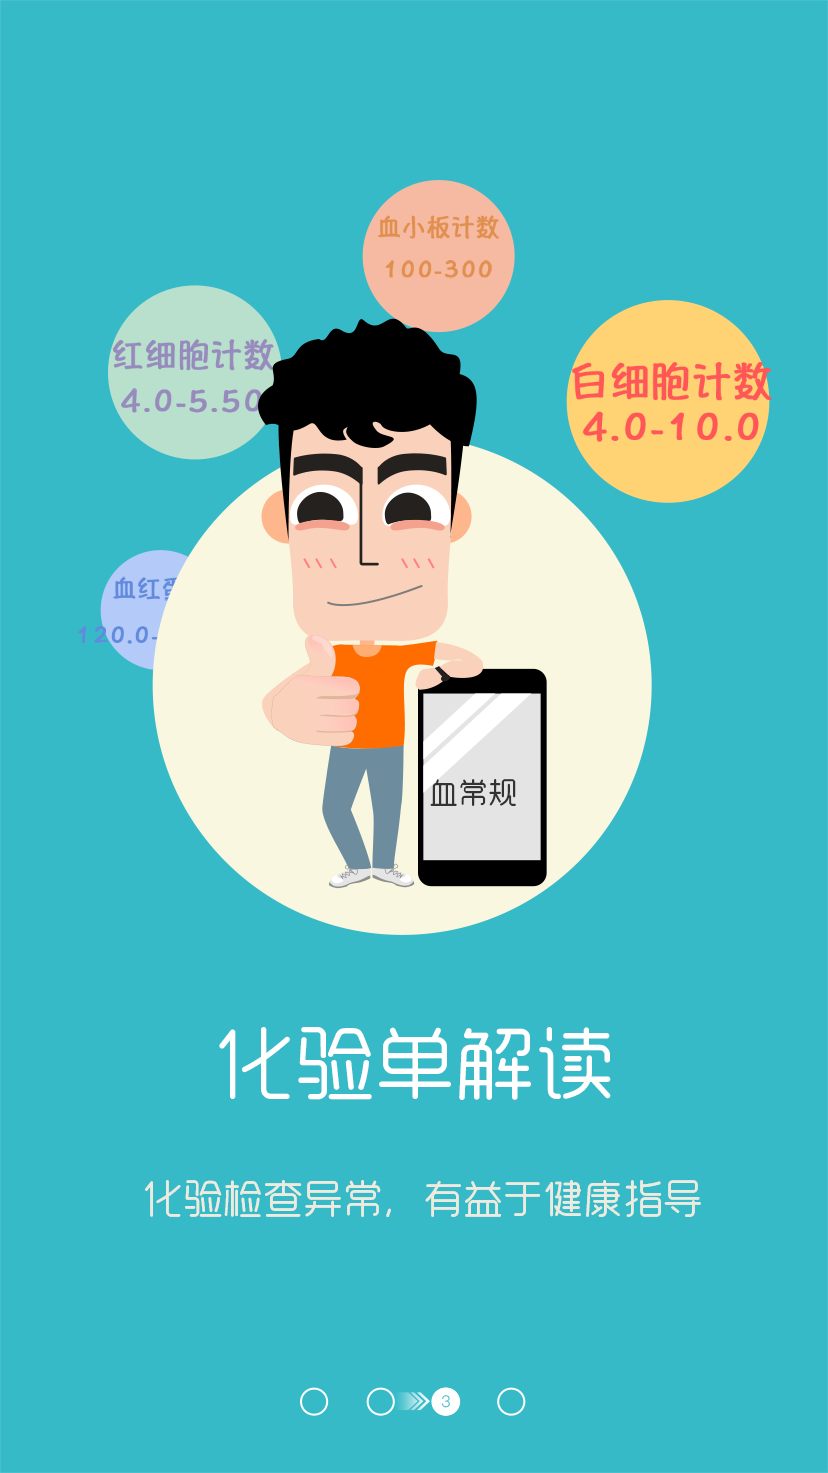 血小板计数
100-300
红细胞计数
4.0-5.50
白细胞计数
4.0-10.0
血红
120.0-
血常规
化验单解读
化验检查异常，有益于健康指导
3